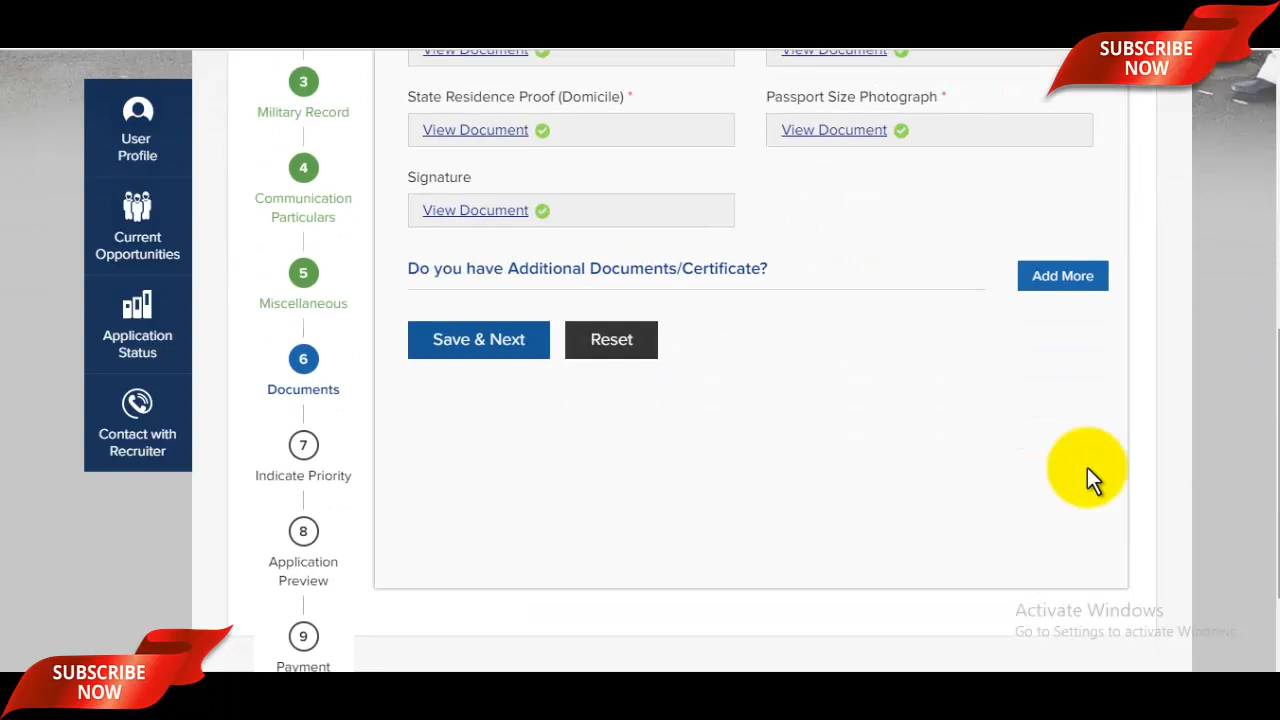 SUBSCRIBE
NOW
User
Profile
Current
Opportunities
Application
Status
Contact with
Recruiter
3
Military Record
4
Communication
Particulars
5
Miscellaneous
6
Documents
7
Indicate Priority
8
Application
Preview
9
Payment
View Document
View Document
State Residence Proof (Domicile) *
Passport Size Photograph *
View Document
View Document
Signature
View Document
Do you have Additional Documents/Certificate?
Add More
Save & Next
Reset
Activate Windows
Go to Settings to activate Windows.
SUBSCRIBE
NOW